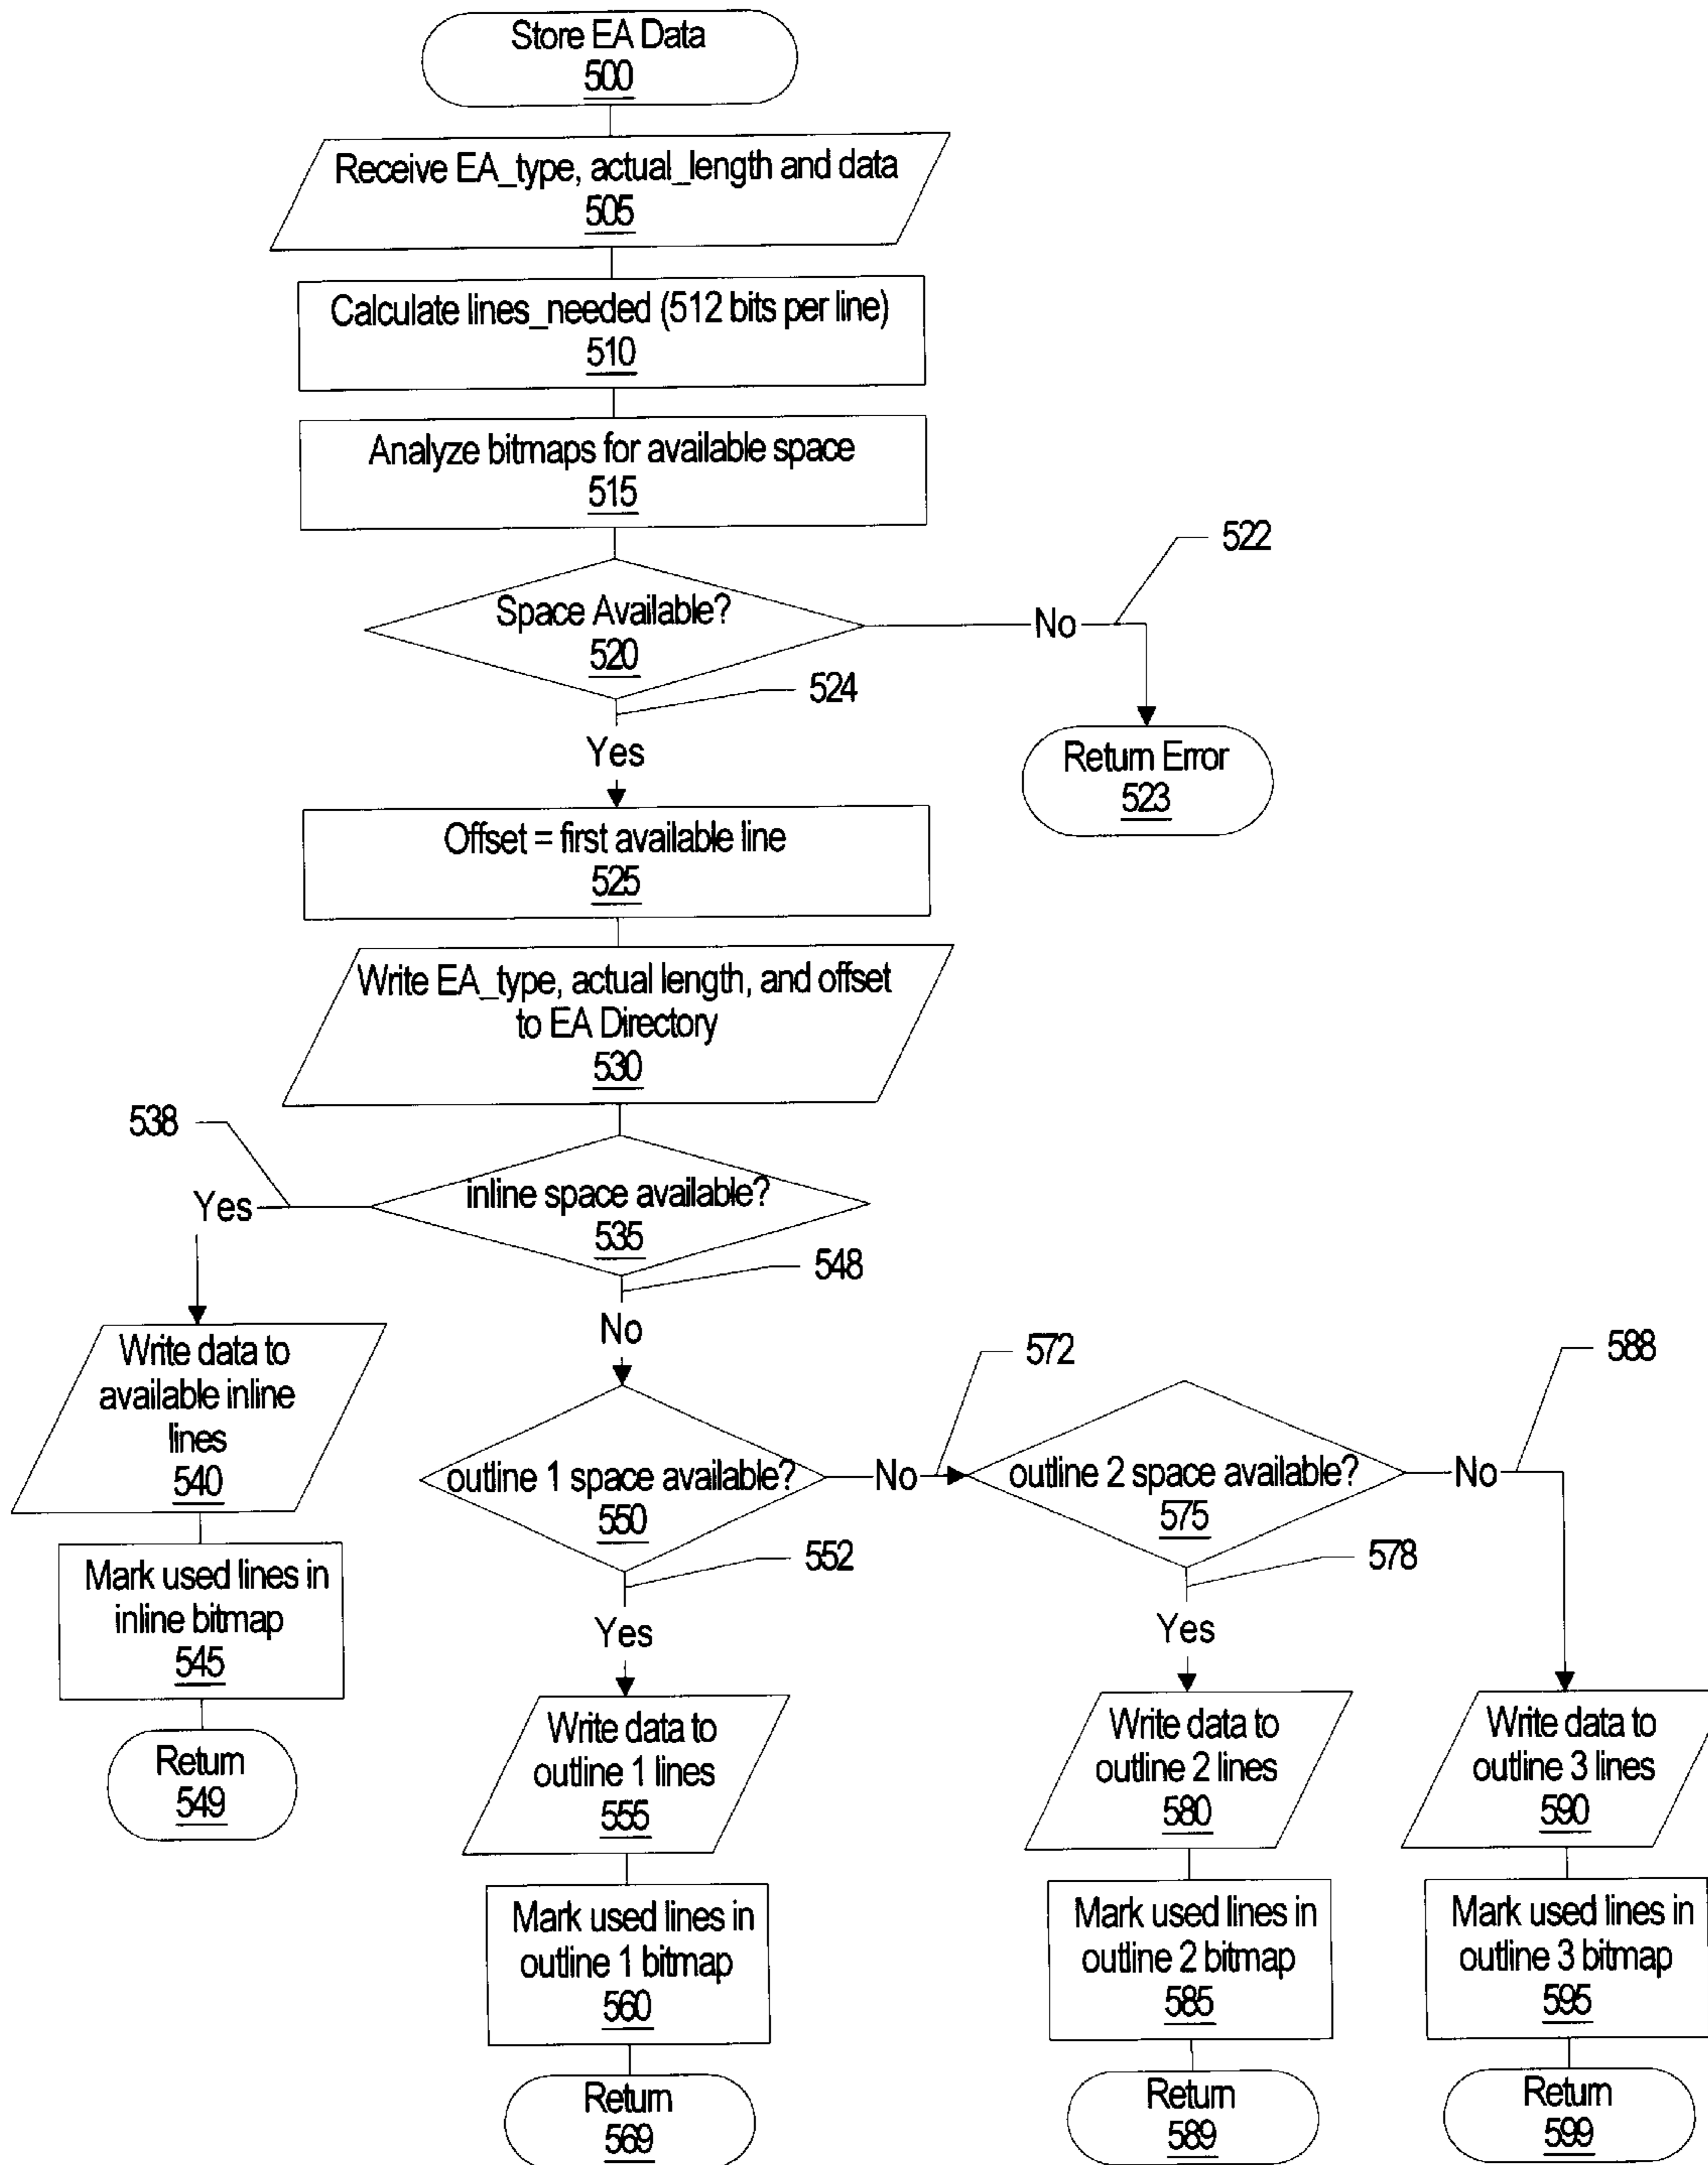 Store EA Data
500
Receive EA_type, actual_length and data
505
Calculate lines_needed (512 bits per line)
510
Analyze bitmaps for available space
515
522
Space Available?
520
No
524
Yes
Return Error
523
Offset = first available line
525
Write EA_type, actual length, and offset
to EA Directory
530
538
inline space available?
535
Yes
548
No
Write data to
available inline
lines
540
572
588
outline 1 space available?
550
No
outline 2 space available?
575
No
Mark used lines in
inline bitmap
545
552
578
Yes
Yes
Return
549
Write data to
outline 1 lines
555
Write data to
outline 2 lines
580
Write data to
outline 3 lines
590
Mark used lines in
outline 1 bitmap
560
Mark used lines in
outline 2 bitmap
585
Mark used lines in
outline 3 bitmap
595
Return
569
Return
589
Return
599